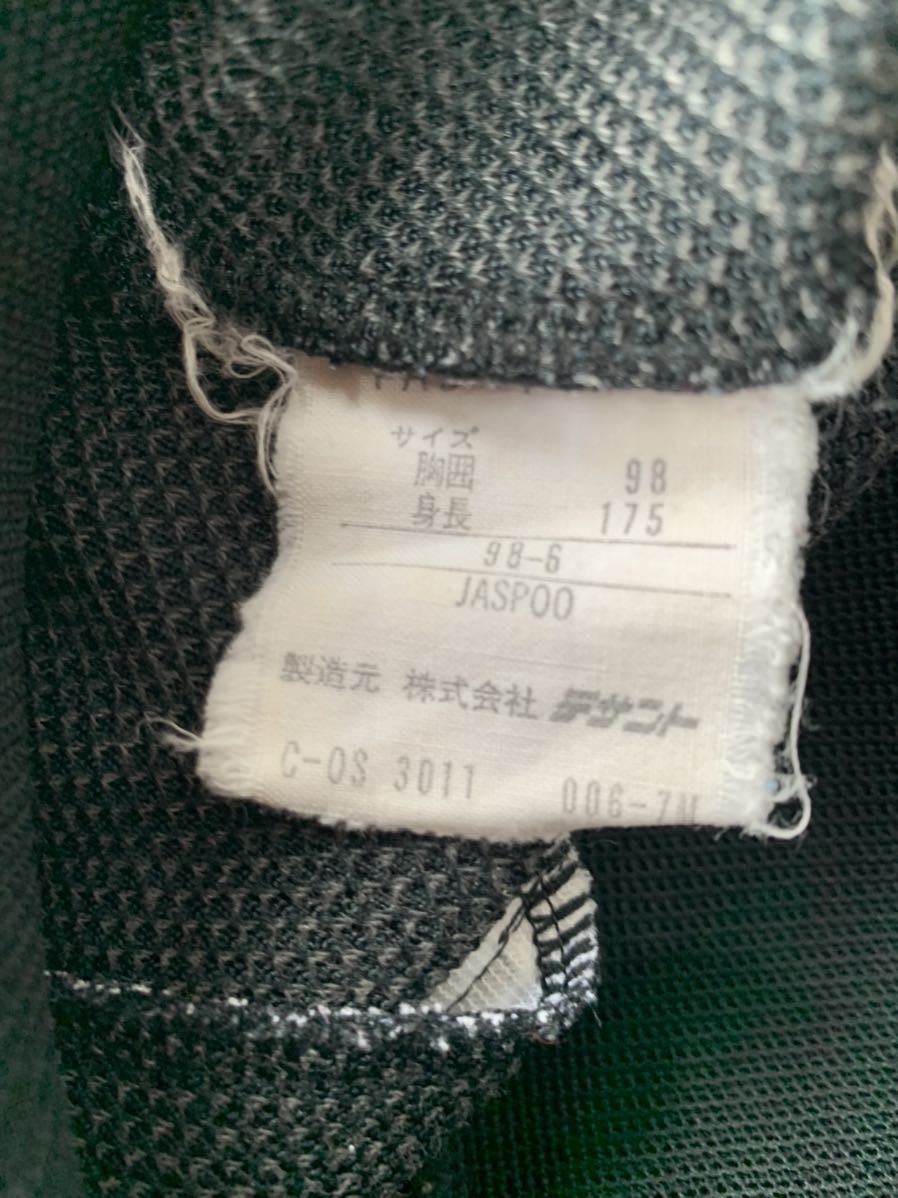 サイズ
胸囲 98
身長 175
98-6
JASPOO
製造元 株式会社 デサント
C-OS 3011 006-7M